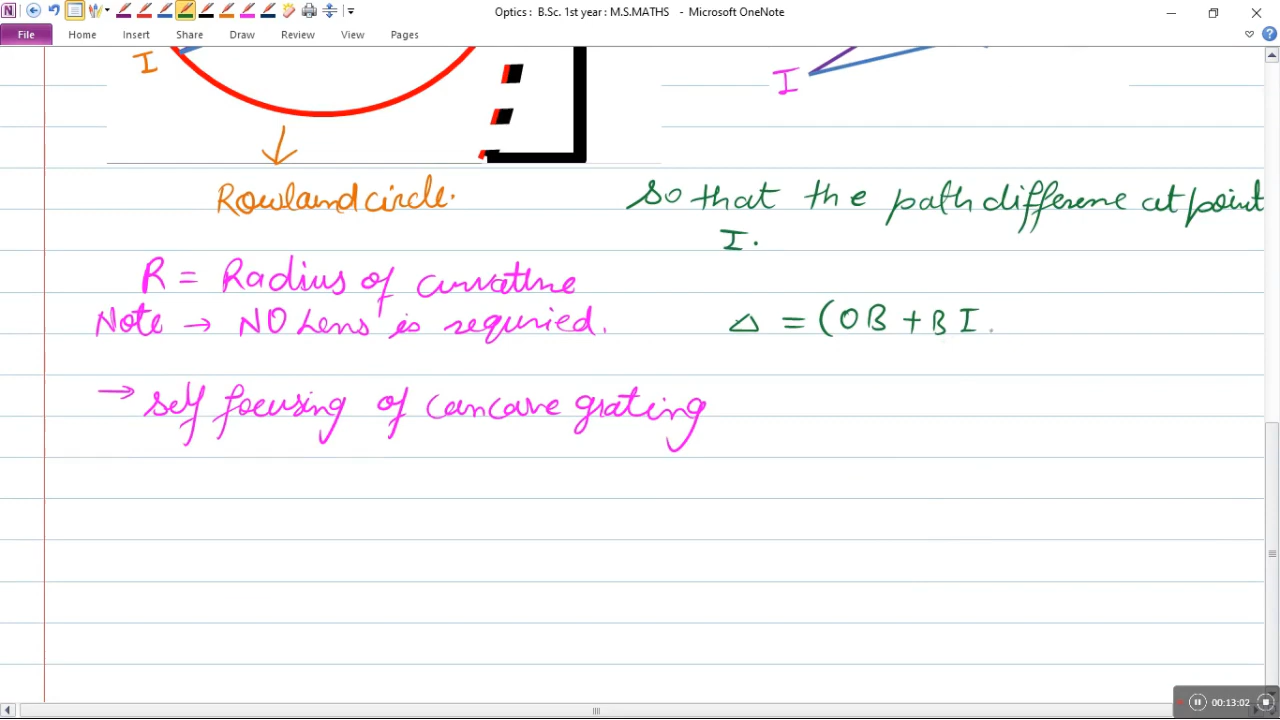 Optics : B.Sc. 1st year : M.S.MATHS - Microsoft OneNote
File Home Insert Share Draw Review View Pages
I
I
Rowland circle.
so that the path difference at point
I.
R = Radius of curvature
Note → NO Lens is requried.
Δ = (OB + BI
→ self focusing of concave grating
00:13:02